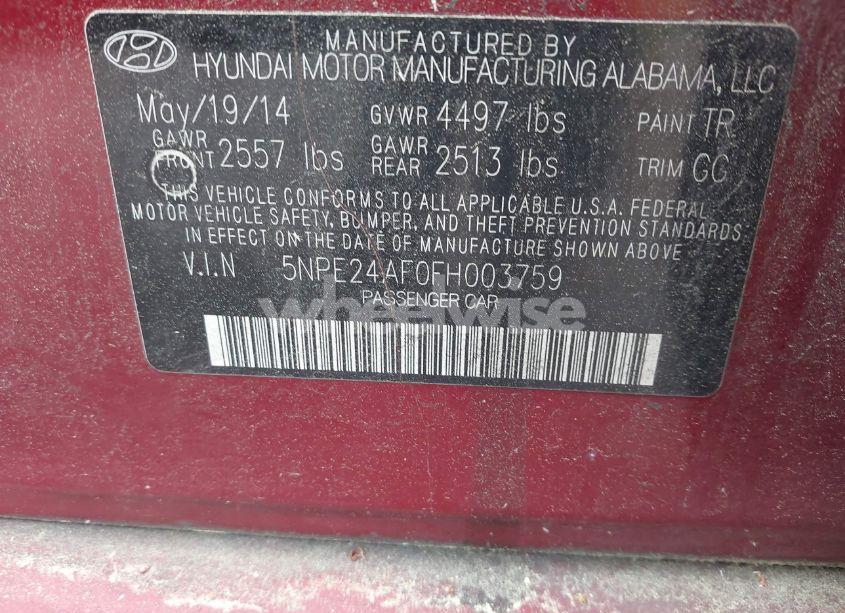 MANUFACTURED BY
HYUNDAI MOTOR MANUFACTURING ALABAMA, LLC
May/19/14 GVWR 4497 lbs PAINT TR
GAWR FRONT 2557 lbs GAWR REAR 2513 lbs TRIM GG
THIS VEHICLE CONFORMS TO ALL APPLICABLE U.S.A. FEDERAL
MOTOR VEHICLE SAFETY, BUMPER, AND THEFT PREVENTION STANDARDS
IN EFFECT ON THE DATE OF MANUFACTURE SHOWN ABOVE
V.I.N 5NPE24AF0FH003759
PASSENGER CAR
wheelwise